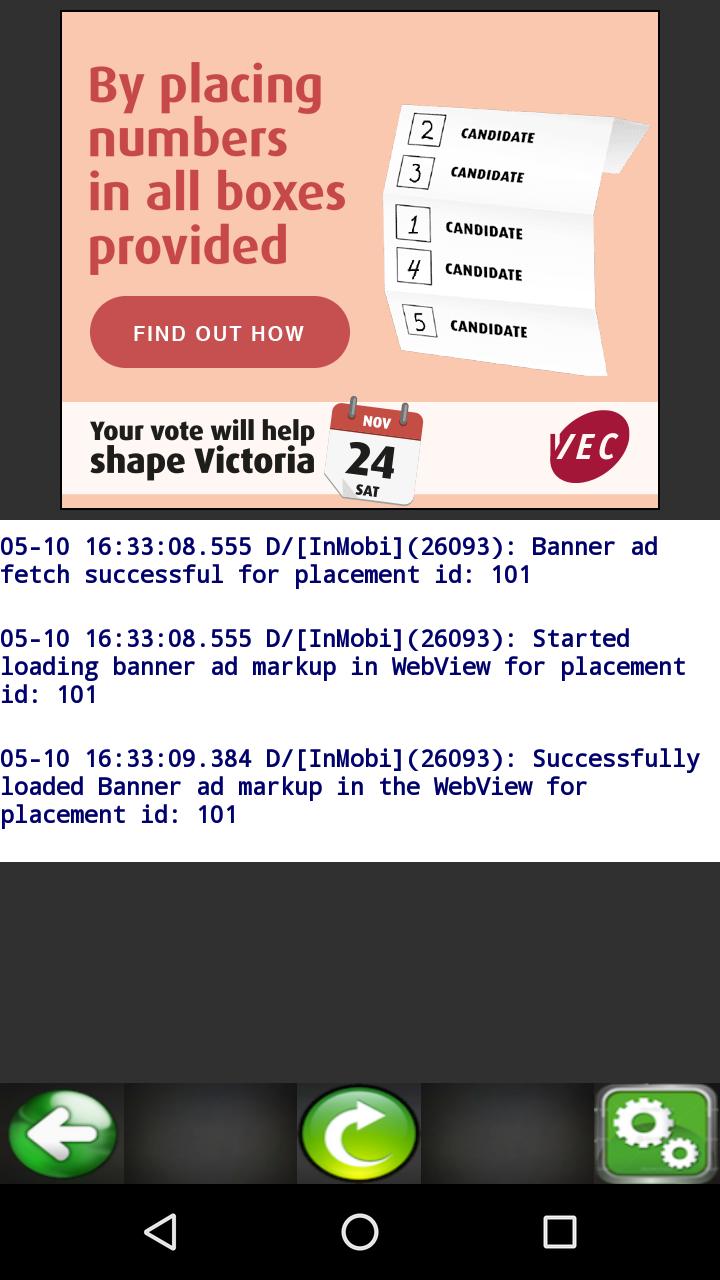 By placing
numbers
in all boxes
provided
FIND OUT HOW
2 CANDIDATE
3 CANDIDATE
1 CANDIDATE
4 CANDIDATE
5 CANDIDATE
Your vote will help
shape Victoria
NOV
24
SAT
VEC
05-10 16:33:08.555 D/[InMobi](26093): Banner ad
fetch successful for placement id: 101
05-10 16:33:08.555 D/[InMobi](26093): Started
loading banner ad markup in WebView for placement
id: 101
05-10 16:33:09.384 D/[InMobi](26093): Successfully
loaded Banner ad markup in the WebView for
placement id: 101